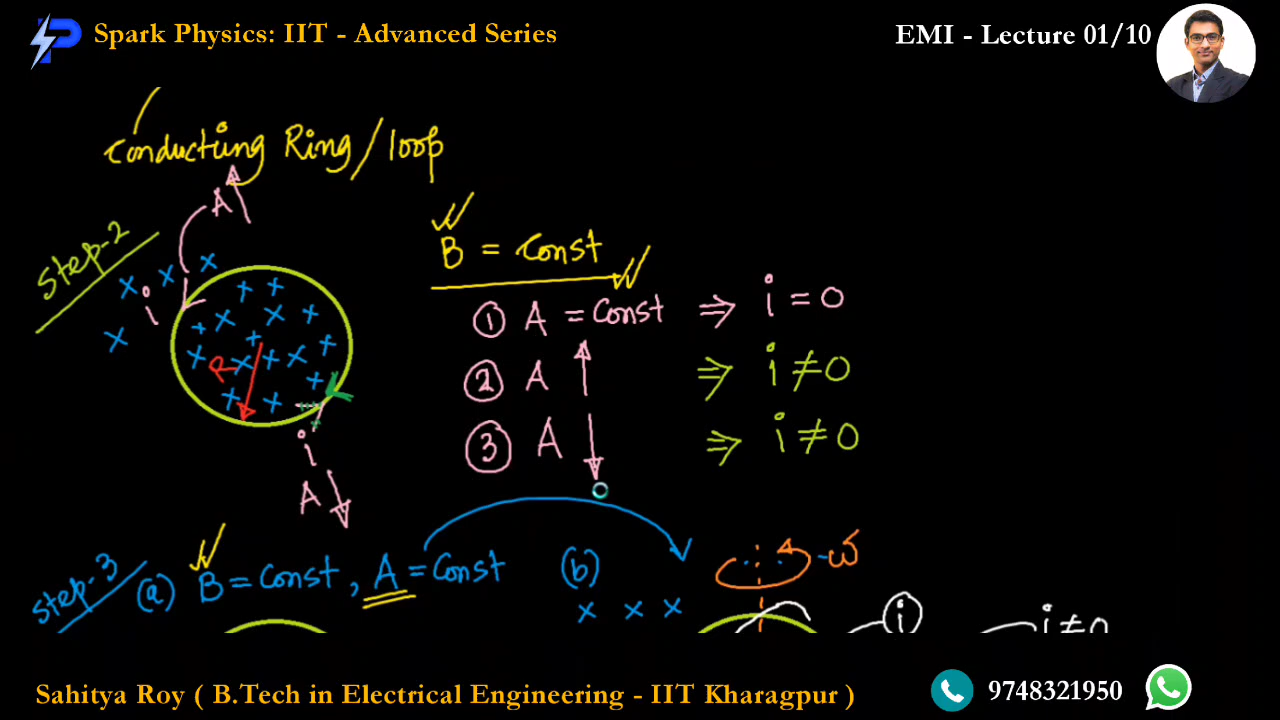 Spark Physics: IIT - Advanced Series
EMI - Lecture 01/10
Conducting Ring/loop
A↑
Step-2
B = Const
i
① A = Const ⇒ i = 0
② A ↑ ⇒ i ≠ 0
R
③ A ↓ ⇒ i ≠ 0
i
A↓
Step-3 (a) B = Const, A = Const (b)
ω
x x x
i
i ≠ 0
Sahitya Roy ( B.Tech in Electrical Engineering - IIT Kharagpur )
9748321950